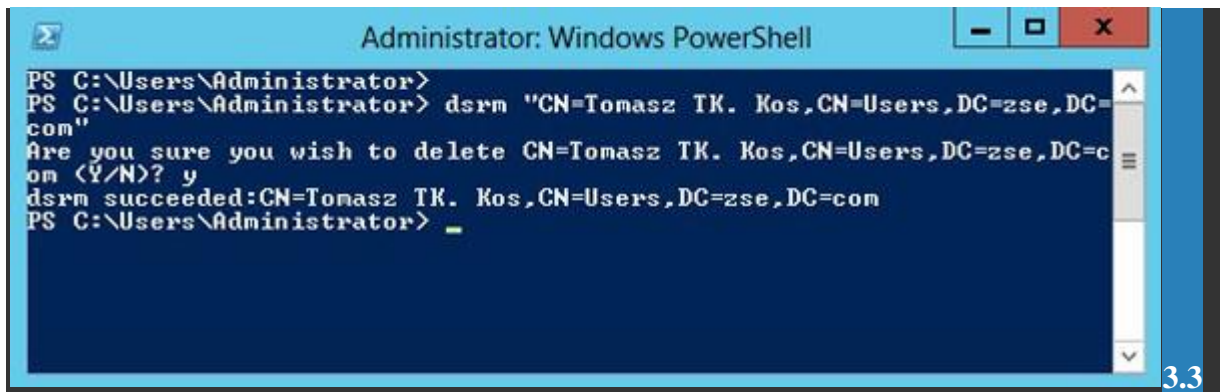 Administrator: Windows PowerShell
PS C:\Users\Administrator>
PS C:\Users\Administrator> dsrm "CN=Tomasz TK. Kos,CN=Users,DC=zse,DC=
com"
Are you sure you wish to delete CN=Tomasz TK. Kos,CN=Users,DC=zse,DC=c
om (Y/N)? y
dsrm succeeded:CN=Tomasz TK. Kos,CN=Users,DC=zse,DC=com
PS C:\Users\Administrator> _
3.3